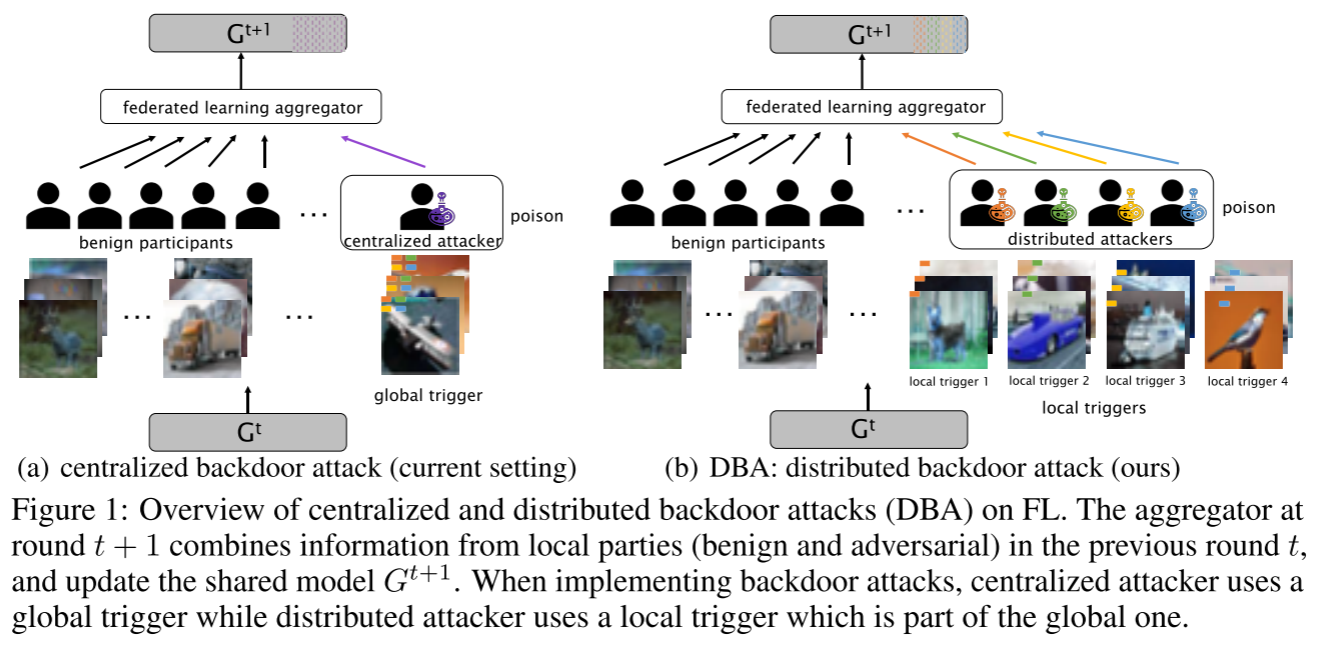 G^{t+1}
federated learning aggregator
benign participants
...
centralized attacker
poison
... ...
global trigger
G^t
(a) centralized backdoor attack (current setting)
G^{t+1}
federated learning aggregator
benign participants
...
distributed attackers
poison
... ...
local trigger 1 local trigger 2 local trigger 3 local trigger 4
local triggers
G^t
(b) DBA: distributed backdoor attack (ours)
Figure 1: Overview of centralized and distributed backdoor attacks (DBA) on FL. The aggregator at
round t + 1 combines information from local parties (benign and adversarial) in the previous round t,
and update the shared model G^{t+1}. When implementing backdoor attacks, centralized attacker uses a
global trigger while distributed attacker uses a local trigger which is part of the global one.